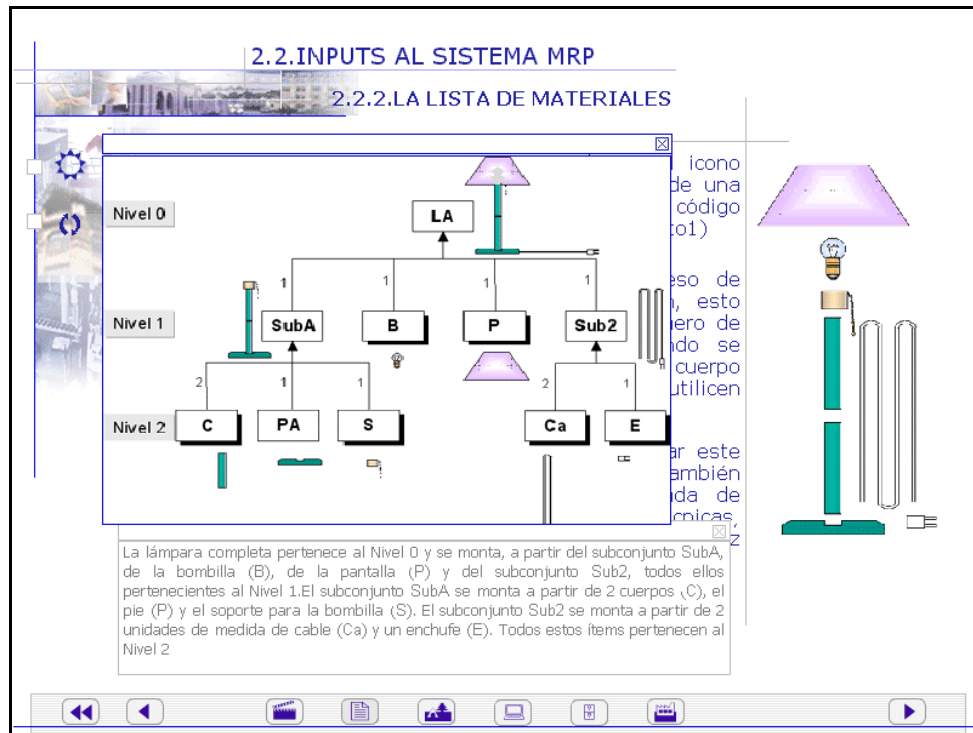 2.2.INPUTS AL SISTEMA MRP
2.2.2.LA LISTA DE MATERIALES
icono
de una
código
to1)
eso de
esto
ero de
ndo se
cuerpo
utilicen
ar este
ambién
da de
Nivel 0
LA
1
1
1
1
Nivel 1
SubA
B
P
Sub2
2
1
1
2
1
Nivel 2
C
PA
S
Ca
E
La lámpara completa pertenece al Nivel 0 y se monta, a partir del subconjunto SubA,
de la bombilla (B), de la pantalla (P) y del subconjunto Sub2, todos ellos
pertenecientes al Nivel 1.El subconjunto SubA se monta a partir de 2 cuerpos (C), el
pie (P) y el soporte para la bombilla (S). El subconjunto Sub2 se monta a partir de 2
unidades de medida de cable (Ca) y un enchufe (E). Todos estos ítems pertenecen al
Nivel 2